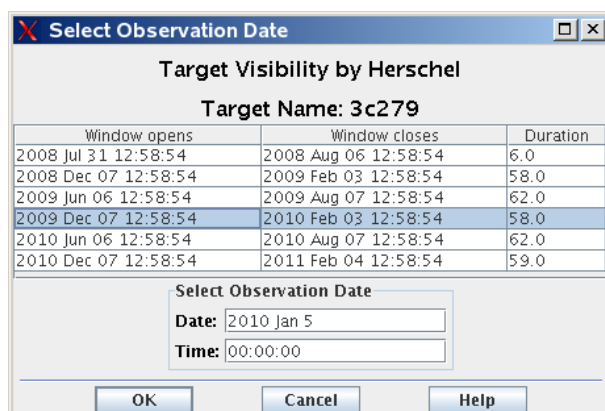 Select Observation Date
Target Visibility by Herschel
Target Name: 3c279
Window opens Window closes Duration
2008 Jul 31 12:58:54 2008 Aug 06 12:58:54 6.0
2008 Dec 07 12:58:54 2009 Feb 03 12:58:54 58.0
2009 Jun 06 12:58:54 2009 Aug 07 12:58:54 62.0
2009 Dec 07 12:58:54 2010 Feb 03 12:58:54 58.0
2010 Jun 06 12:58:54 2010 Aug 07 12:58:54 62.0
2010 Dec 07 12:58:54 2011 Feb 04 12:58:54 59.0
Select Observation Date
Date: 2010 Jan 5
Time: 00:00:00
OK Cancel Help